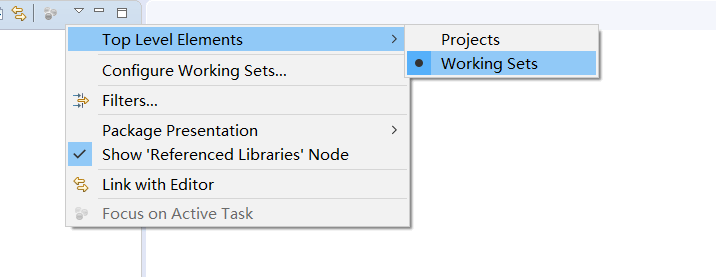 Top Level Elements
Projects
Working Sets
Configure Working Sets...
Filters...
Package Presentation
Show 'Referenced Libraries' Node
Link with Editor
Focus on Active Task